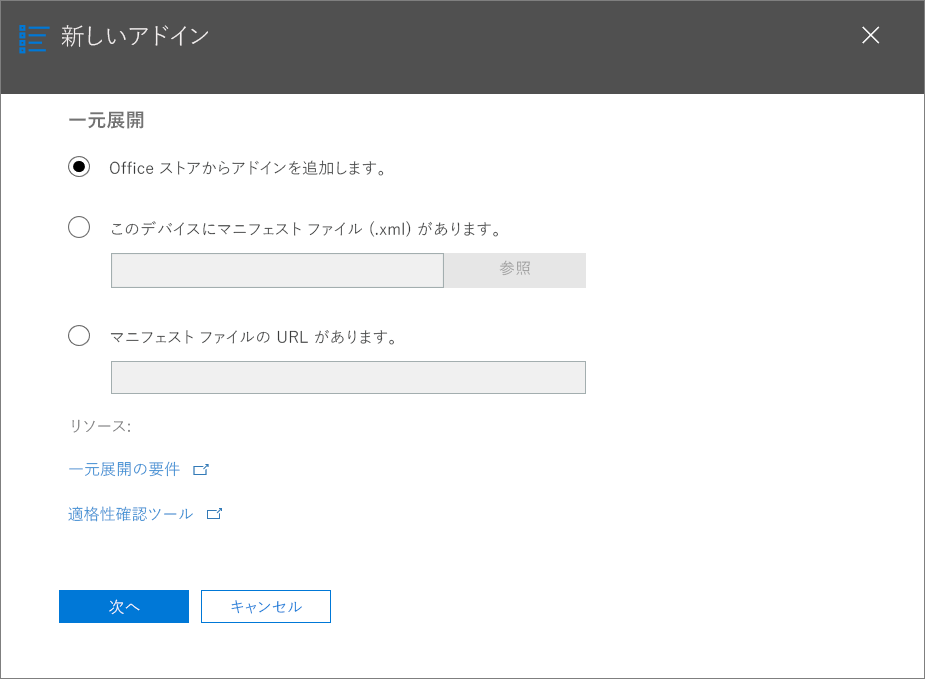 新しいアドイン
一元展開
Office ストアからアドインを追加します。
このデバイスにマニフェスト ファイル (.xml) があります。
参照
マニフェスト ファイルの URL があります。
リソース:
一元展開の要件
適格性確認ツール
次へ
キャンセル